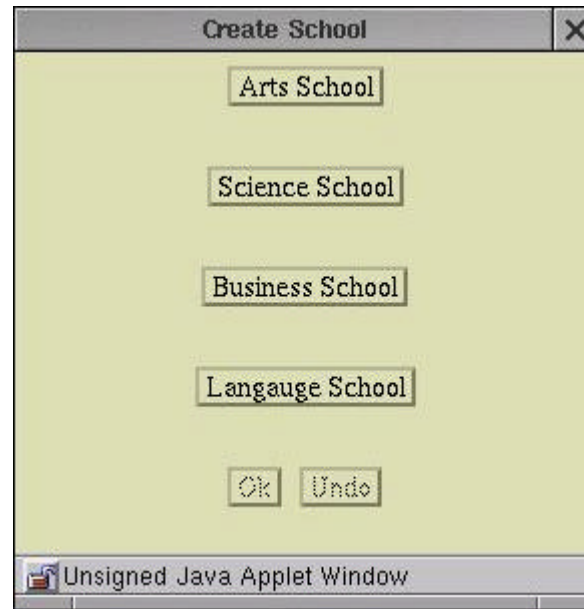 Create School
Arts School
Science School
Business School
Langauge School
Ok Undo
Unsigned Java Applet Window